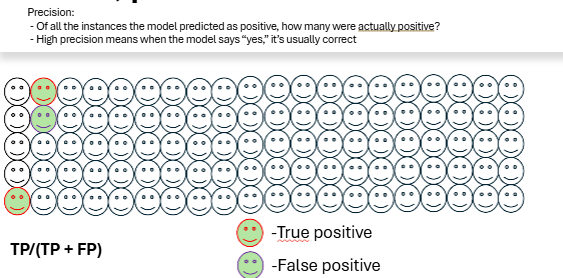 Precision:
- Of all the instances the model predicted as positive, how many were actually positive?
- High precision means when the model says “yes,” it’s usually correct
-True positive
TP/(TP + FP)
-False positive